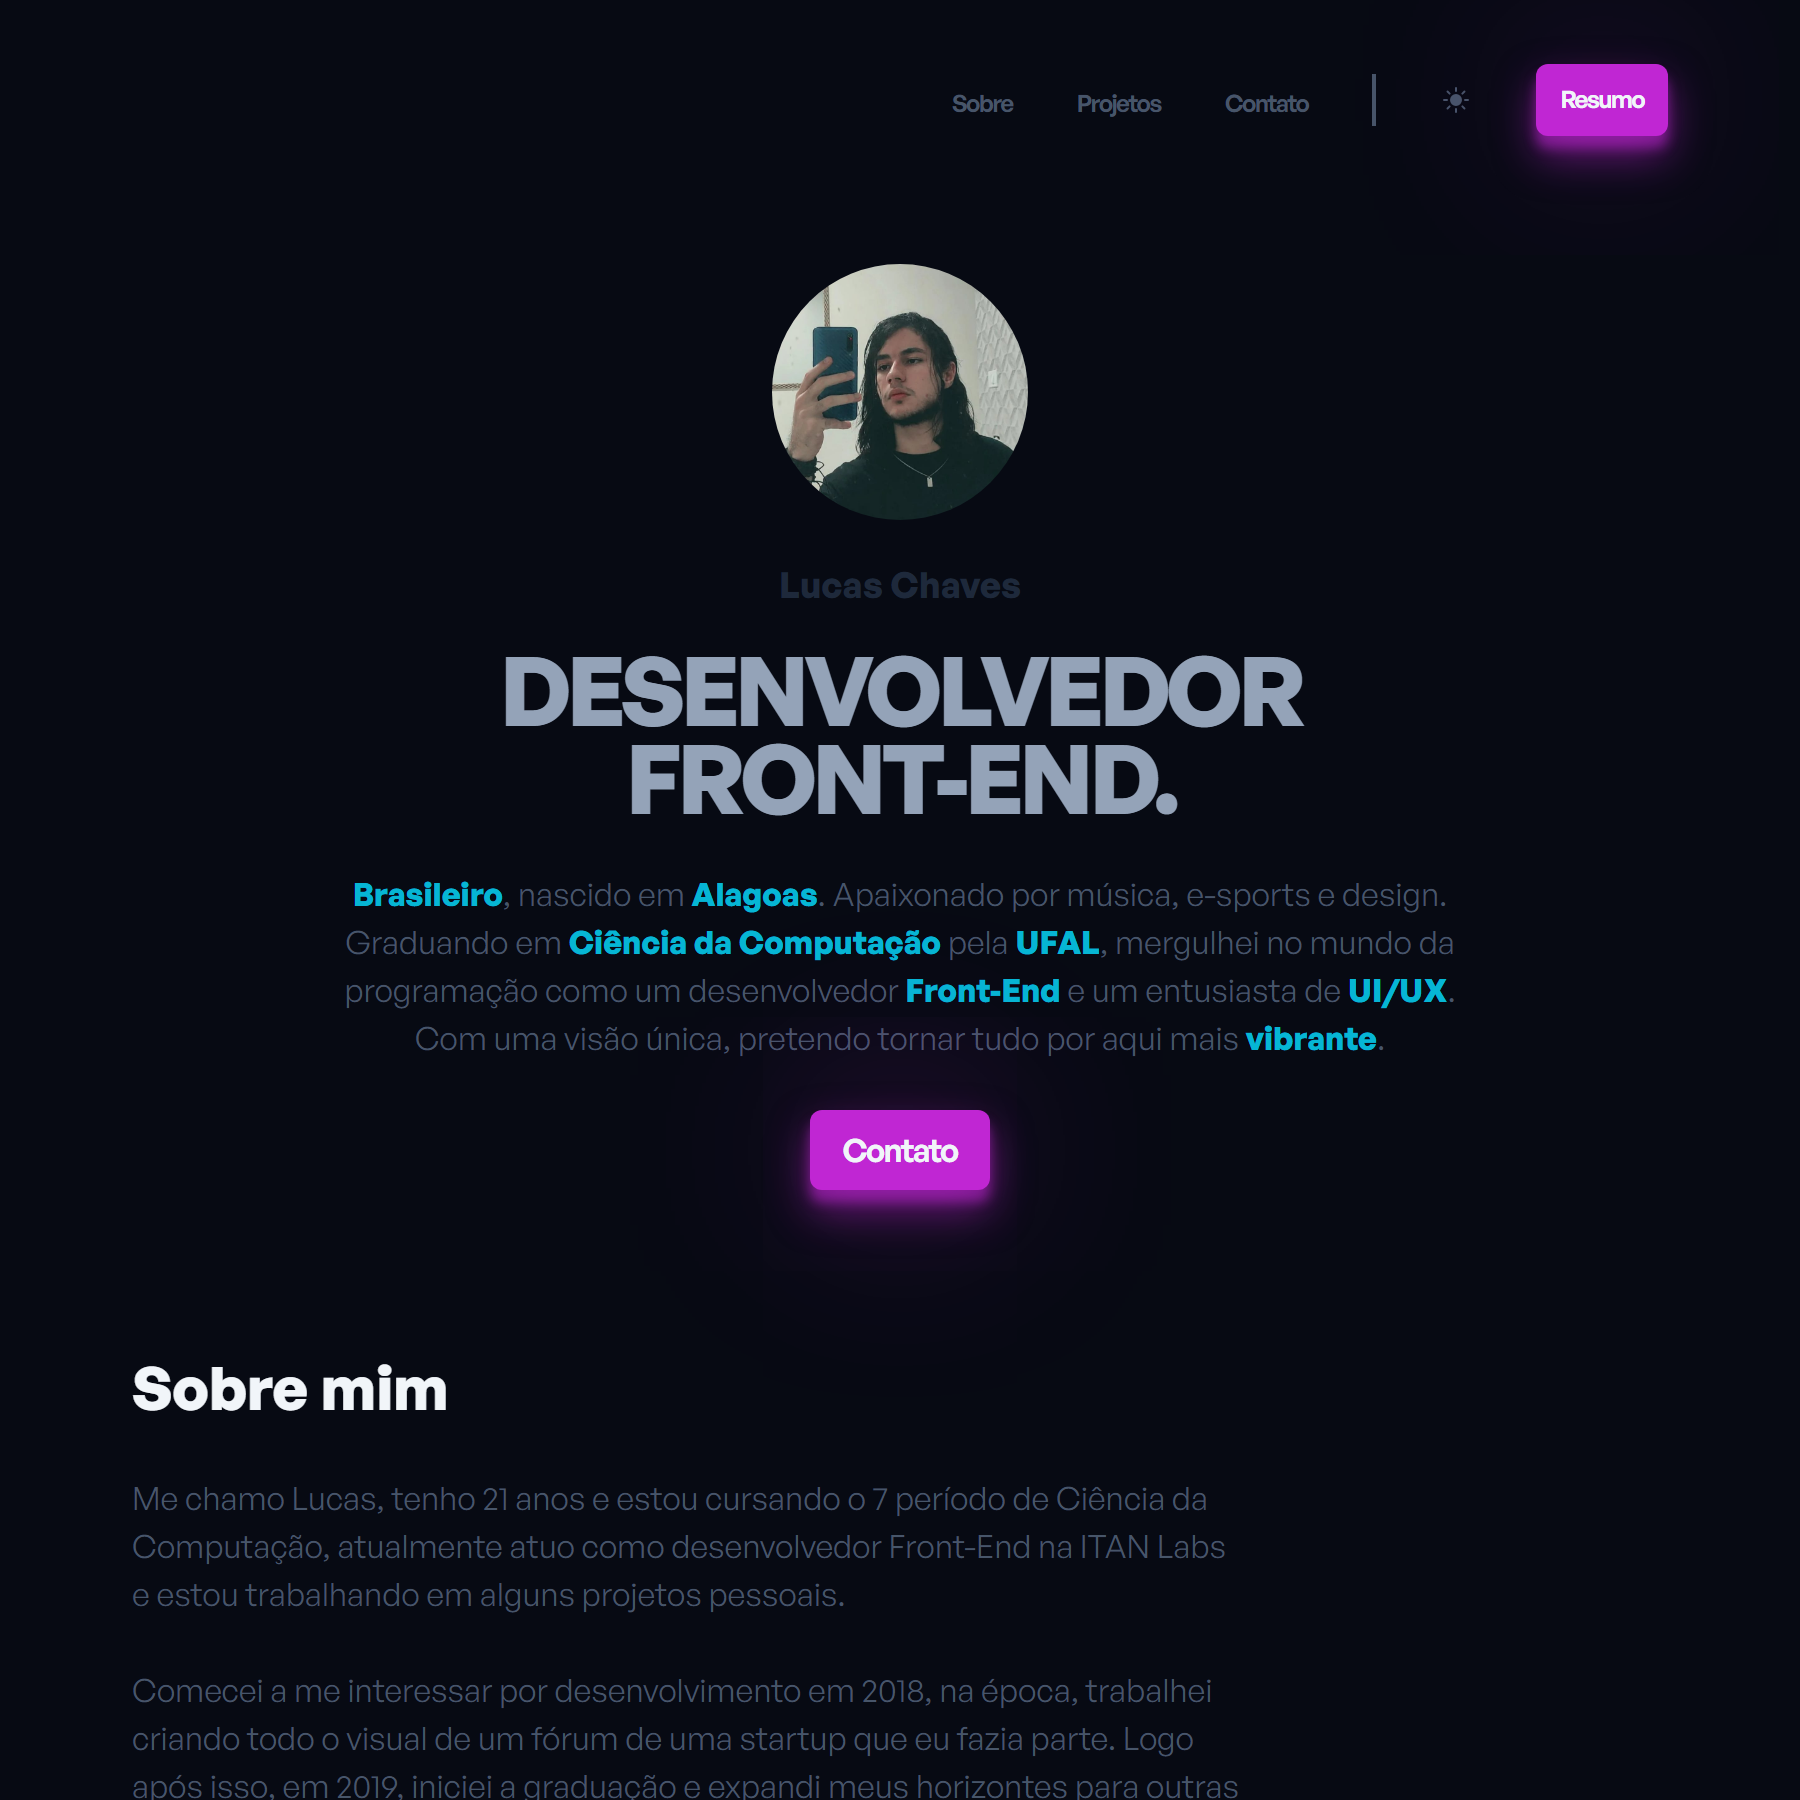 Sobre Projetos Contato Resumo
Lucas Chaves
DESENVOLVEDOR
FRONT-END.
Brasileiro, nascido em Alagoas. Apaixonado por música, e-sports e design.
Graduando em Ciência da Computação pela UFAL, mergulhei no mundo da
programação como um desenvolvedor Front-End e um entusiasta de UI/UX.
Com uma visão única, pretendo tornar tudo por aqui mais vibrante.
Contato
Sobre mim
Me chamo Lucas, tenho 21 anos e estou cursando o 7 período de Ciência da
Computação, atualmente atuo como desenvolvedor Front-End na ITAN Labs
e estou trabalhando em alguns projetos pessoais.
Comecei a me interessar por desenvolvimento em 2018, na época, trabalhei
criando todo o visual de um fórum de uma startup que eu fazia parte. Logo
após isso, em 2019, iniciei a graduação e expandi meus horizontes para outras